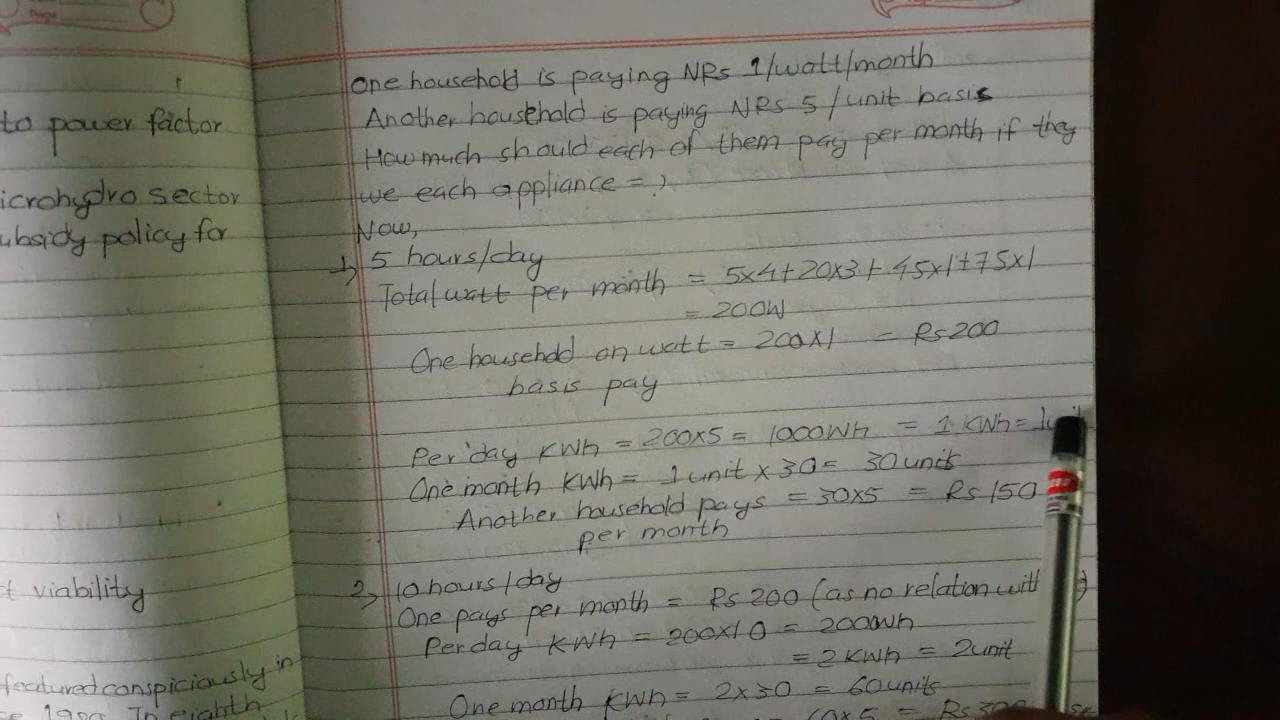 to power factor
icrohydro sector
ubsidy policy for
t viability
featured conspiciously in
1990. In eighth
One household is paying NRs 1/watt/month
Another household is paying NRs 5/unit basis
How much should each of them pay per month if they
use each appliance = ?
Now,
1) 5 hours/day
Total watt per month = 5x4+20x3+45x1+75x1
= 200W
One household on watt = 200x1 = Rs 200
basis pay
Per day KWh = 200x5 = 1000Wh = 1 KWh =
One month KWh = 1 unit x 30 = 30 units
Another household pays = 30x5 = Rs 150
per month
2) 10 hours/day
One pays per month = Rs 200 (as no relation
Per day KWh = 200x10 = 2000Wh
= 2 KWh = 2 unit
One month KWh = 2x30 = 60 units
x5 = Rs 300